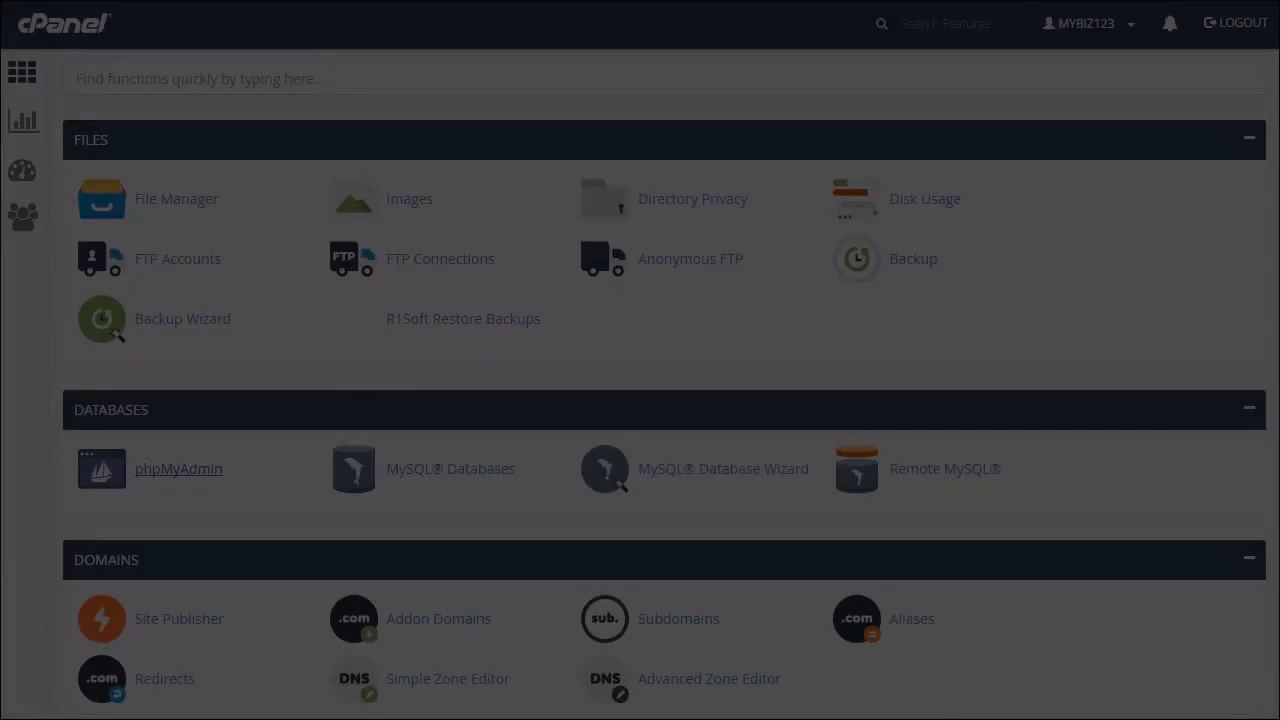 cPanel
Search Features
MYBIZ123
LOGOUT
Find functions quickly by typing here.
FILES
File Manager
Images
Directory Privacy
Disk Usage
FTP Accounts
FTP
FTP Connections
Anonymous FTP
Backup
Backup Wizard
R1Soft Restore Backups
DATABASES
phpMyAdmin
MySQL® Databases
MySQL® Database Wizard
Remote MySQL®
DOMAINS
Site Publisher
.com
Addon Domains
sub.
Subdomains
.com
Aliases
.com
Redirects
DNS
Simple Zone Editor
DNS
Advanced Zone Editor